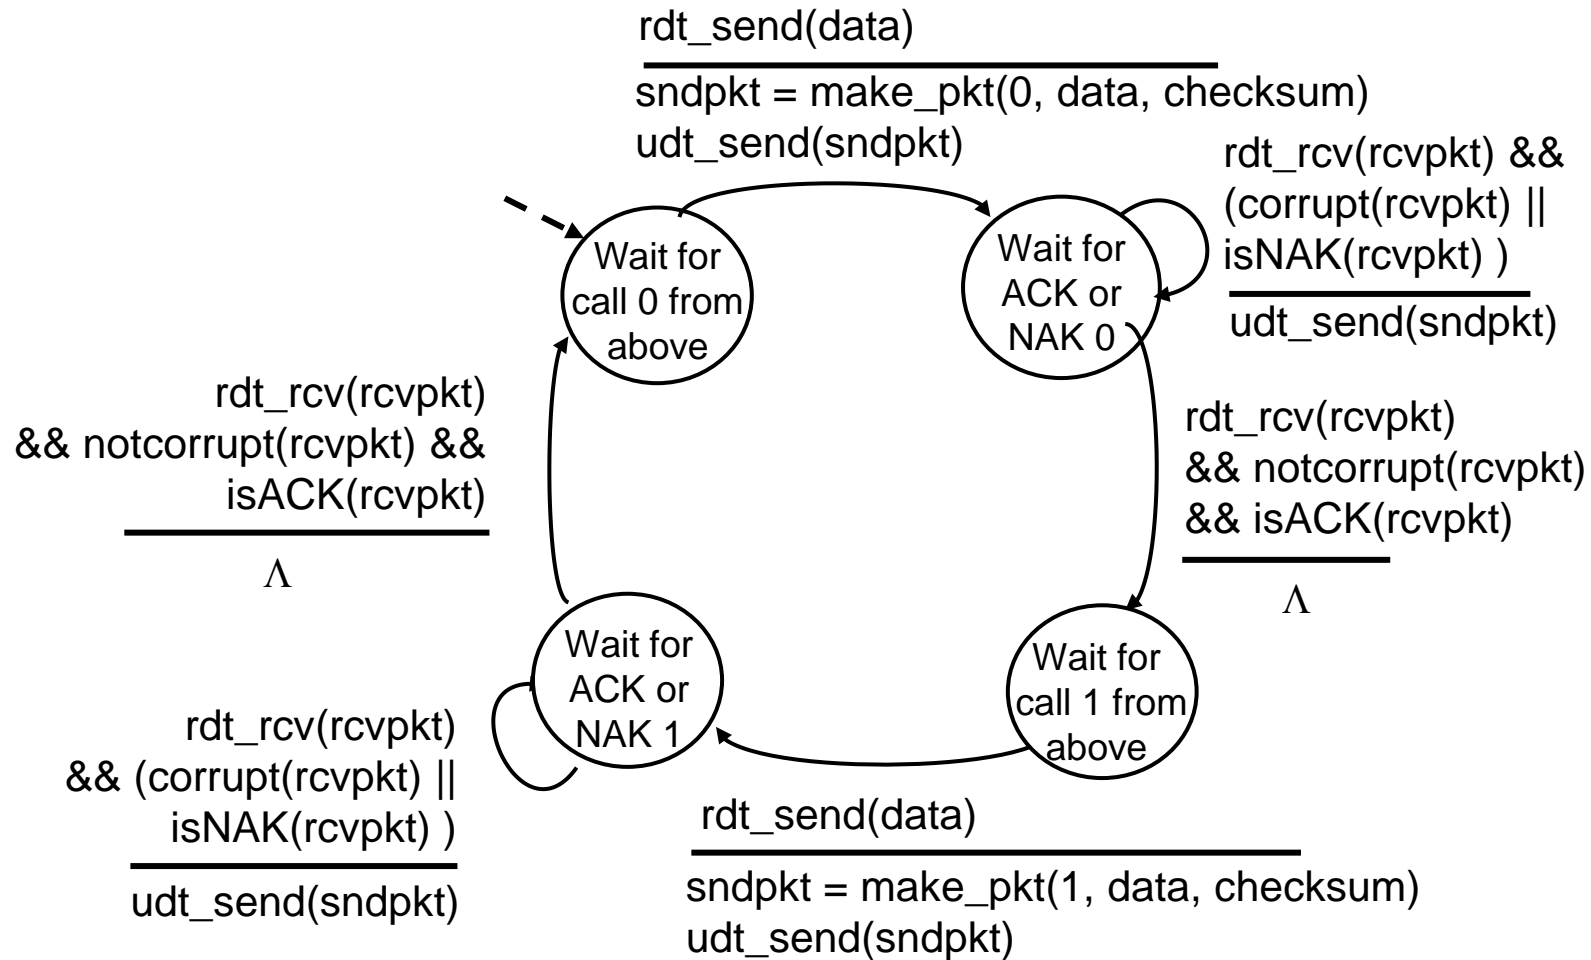 rdt_send(data)
sndpkt = make_pkt(0, data, checksum)
udt_send(sndpkt)
rdt_rcv(rcvpkt) &&
(corrupt(rcvpkt) ||
isNAK(rcvpkt) )
udt_send(sndpkt)
Wait for
call 0 from
above
Wait for
ACK or
NAK 0
rdt_rcv(rcvpkt)
&& notcorrupt(rcvpkt) &&
isACK(rcvpkt)
Λ
rdt_rcv(rcvpkt)
&& notcorrupt(rcvpkt)
&& isACK(rcvpkt)
Λ
Wait for
ACK or
NAK 1
Wait for
call 1 from
above
rdt_rcv(rcvpkt)
&& (corrupt(rcvpkt) ||
isNAK(rcvpkt) )
udt_send(sndpkt)
rdt_send(data)
sndpkt = make_pkt(1, data, checksum)
udt_send(sndpkt)